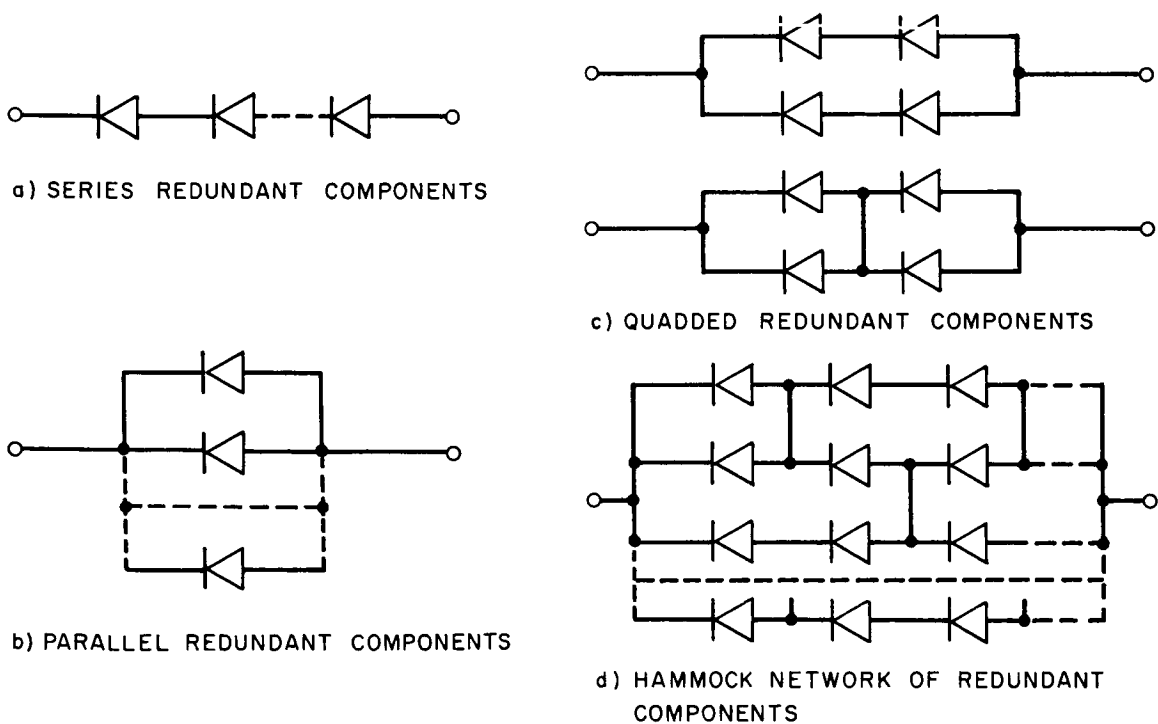 a) SERIES REDUNDANT COMPONENTS
b) PARALLEL REDUNDANT COMPONENTS
c) QUADDED REDUNDANT COMPONENTS
d) HAMMOCK NETWORK OF REDUNDANT
COMPONENTS